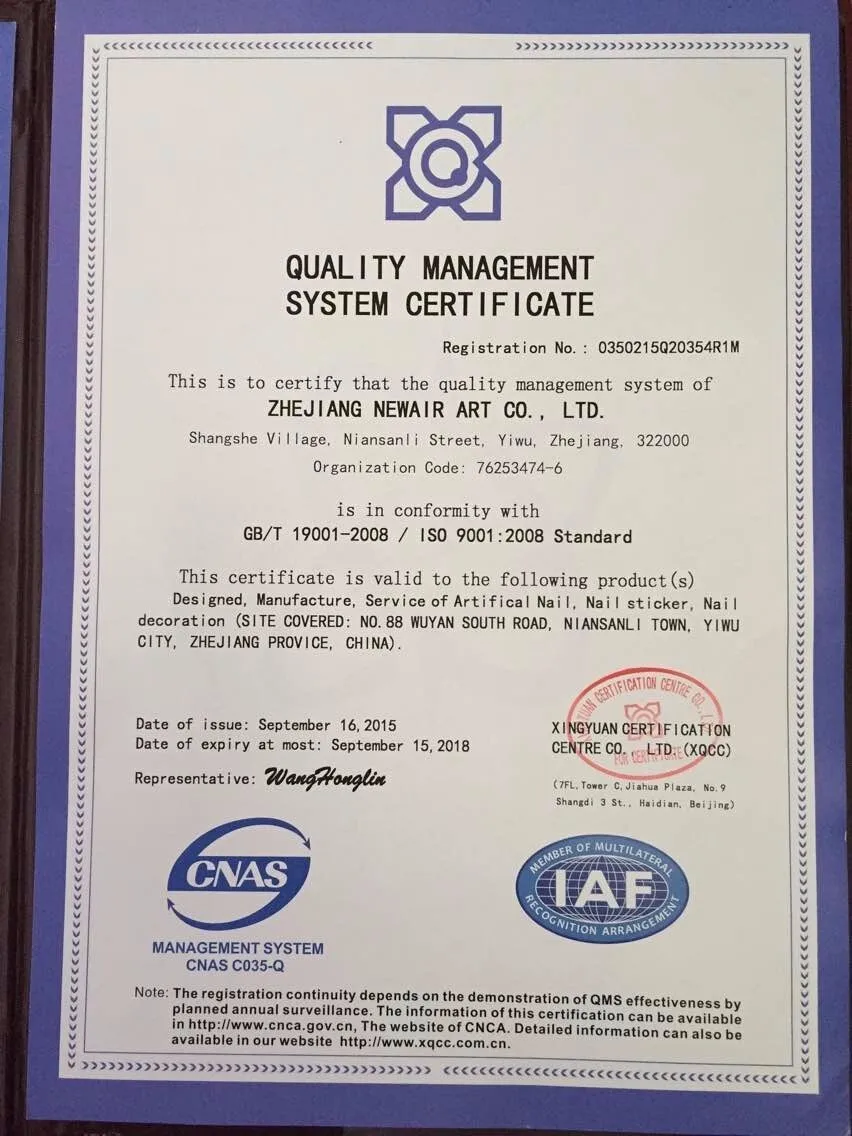 QUALITY MANAGEMENT
SYSTEM CERTIFICATE
Registration No.: 0350215Q20354R1M
This is to certify that the quality management system of
ZHEJIANG NEWAIR ART CO., LTD.
Shangshe Village, Niansanli Street, Yiwu, Zhejiang, 322000
Organization Code: 76253474-6
is in conformity with
GB/T 19001-2008 / ISO 9001:2008 Standard
This certificate is valid to the following product(s)
Designed, Manufacture, Service of Artifical Nail, Nail sticker, Nail
decoration (SITE COVERED: NO.88 WUYAN SOUTH ROAD, NIANSANLI TOWN, YIWU
CITY, ZHEJIANG PROVICE, CHINA).
Date of issue: September 16,2015
Date of expiry at most: September 15,2018
Representative: WangHonglin
CERTIFICATION CENTRE CO.,
FOR CERTIFICATE
XINGYUAN CERTIFICATION
CENTRE CO., LTD.(XQCC)
(7FL,Tower C,Jiahua Plaza, No.9
Shangdi 3 St., Haidian, Beijing)
CNAS
MANAGEMENT SYSTEM
CNAS C035-Q
MEMBER OF MULTILATERAL
IAF
RECOGNITION ARRANGEMENT
Note: The registration continuity depends on the demonstration of QMS effectiveness by
planned annual surveillance. The information of this certification can be available
in http://www.cnca.gov.cn, The website of CNCA. Detailed information can also be
available in our website http://www.xqcc.com.cn.